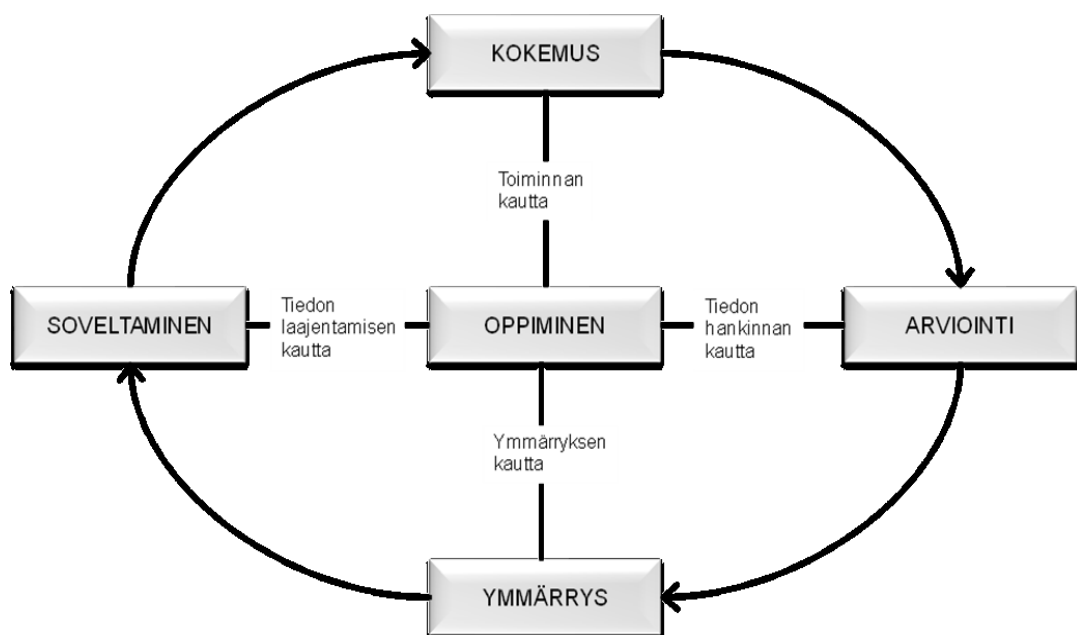 KOKEMUS
Toiminnan
kautta
SOVELTAMINEN
Tiedon
laajentamisen
kautta
OPPIMINEN
Tiedon
hankinnan
kautta
ARVIOINTI
Ymmärryksen
kautta
YMMÄRRYS